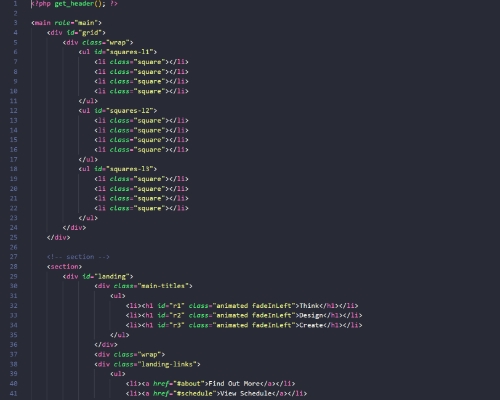 1 <?php get_header(); ?>
2
3 <main role="main">
4 <div id="grid">
5 <div class="wrap">
6 <ul id="squares-l1">
7 <li class="square"></li>
8 <li class="square"></li>
9 <li class="square"></li>
10 <li class="square"></li>
11 </ul>
12 <ul id="squares-l2">
13 <li class="square"></li>
14 <li class="square"></li>
15 <li class="square"></li>
16 <li class="square"></li>
17 </ul>
18 <ul id="squares-l3">
19 <li class="square"></li>
20 <li class="square"></li>
21 <li class="square"></li>
22 <li class="square"></li>
23 </ul>
24 </div>
25 </div>
26
27 <!-- section -->
28 <section>
29 <div id="landing">
30 <div class="main-titles">
31 <ul>
32 <li><h1 id="r1" class="animated fadeInLeft">Think</h1></li>
33 <li><h1 id="r2" class="animated fadeInLeft">Design</h1></li>
34 <li><h1 id="r3" class="animated fadeInLeft">Create</h1></li>
35 </ul>
36 </div>
37 <div class="wrap">
38 <div class="landing-links">
39 <ul>
40 <li><a href="#about">Find Out More</a></li>
41 <li><a href="#schedule">View Schedule</a></li>